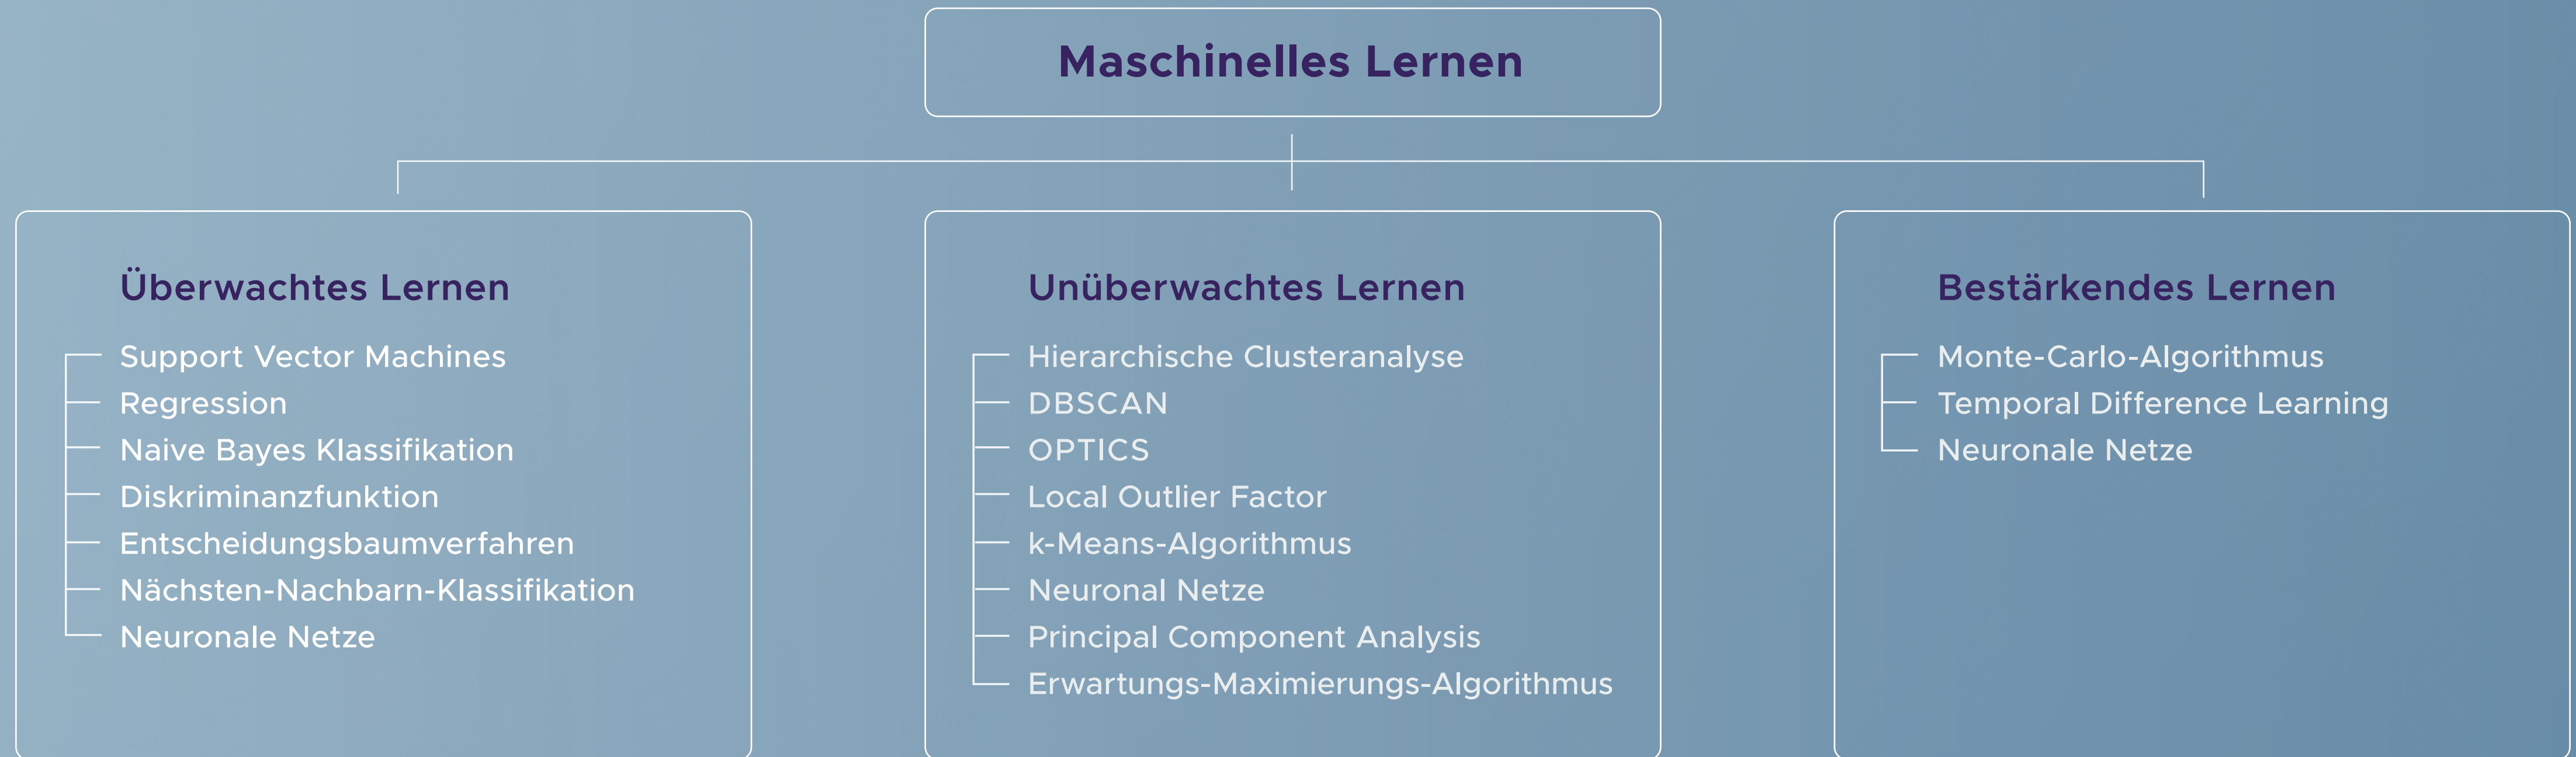 Maschinelles Lernen
Überwachtes Lernen
Support Vector Machines
Regression
Naive Bayes Klassifikation
Diskriminanzfunktion
Entscheidungsbaumverfahren
Nächsten-Nachbarn-Klassifikation
Neuronale Netze
Unüberwachtes Lernen
Hierarchische Clusteranalyse
DBSCAN
OPTICS
Local Outlier Factor
k-Means-Algorithmus
Neuronal Netze
Principal Component Analysis
Erwartungs-Maximierungs-Algorithmus
Bestärkendes Lernen
Monte-Carlo-Algorithmus
Temporal Difference Learning
Neuronale Netze